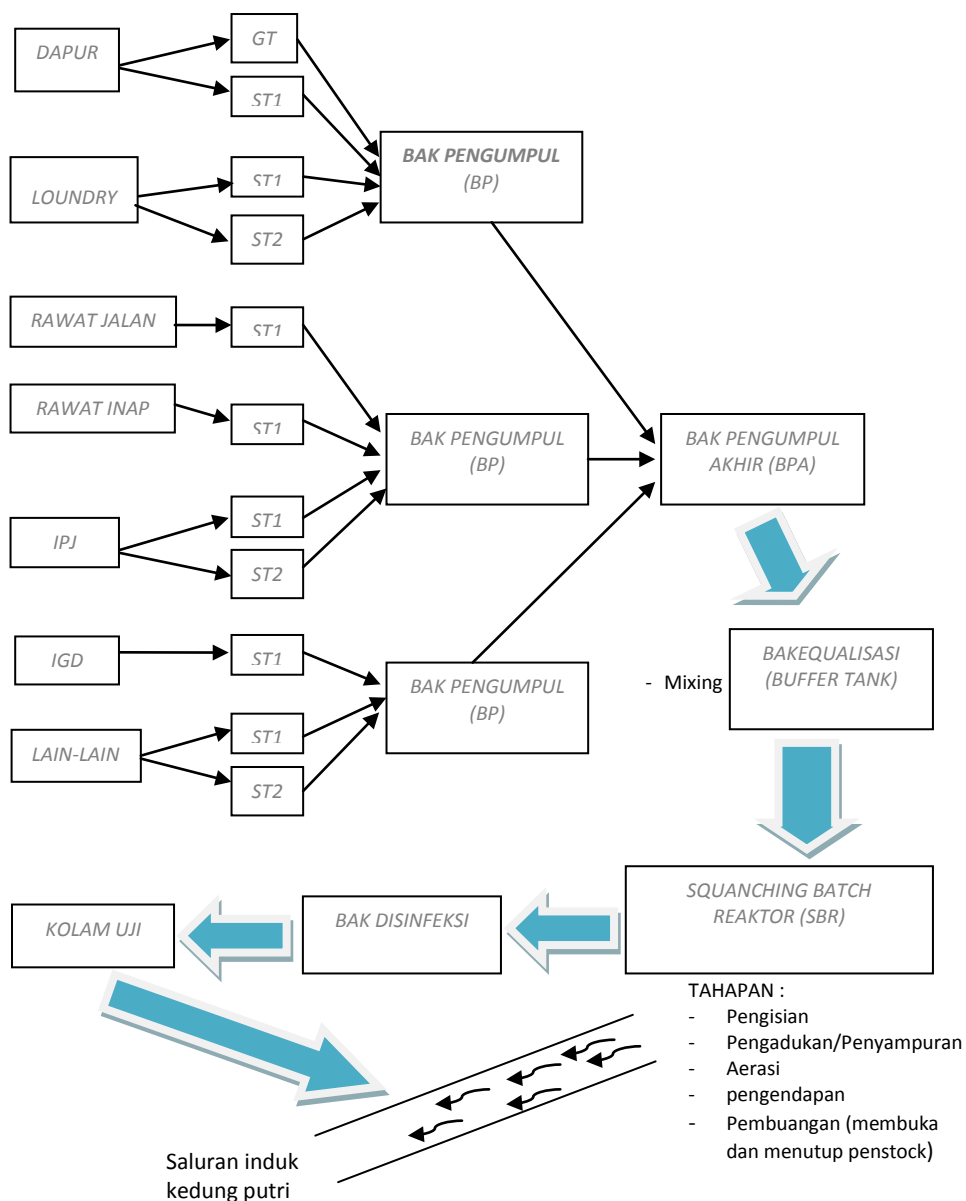 DAPUR
GT
ST1
LOUNDRY
ST1
ST2
BAK PENGUMPUL
(BP)
RAWAT JALAN
ST1
RAWAT INAP
ST1
IPJ
ST1
ST2
BAK PENGUMPUL
(BP)
BAK PENGUMPUL
AKHIR (BPA)
IGD
ST1
LAIN-LAIN
ST1
ST2
BAK PENGUMPUL
(BP)
- Mixing
BAKEQUALISASI
(BUFFER TANK)
SQUANCHING BATCH
REAKTOR (SBR)
BAK DISINFEKSI
KOLAM UJI
TAHAPAN :
- Pengisian
- Pengadukan/Penyampuran
- Aerasi
- pengendapan
- Pembuangan (membuka
dan menutup penstock)
Saluran induk
kedung putri